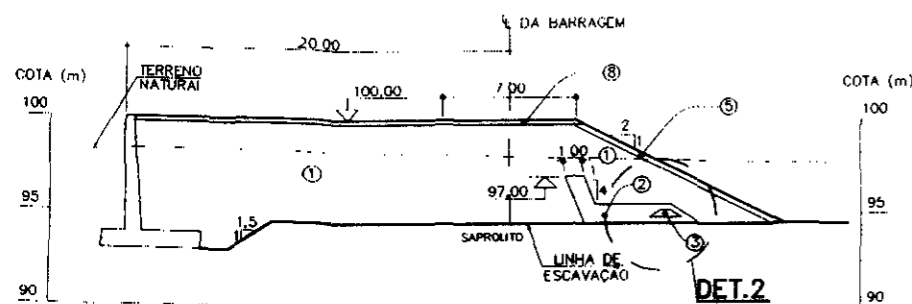 ℄ DA BARRAGEM
20,00
COTA (m)
TERRENO
NATURAL
8
COTA (m)
100,00
7,00
5
100
100
2
1
1,00
1
1
2
97,00
4
95
95
1,5
SAPROLITO
3
LINHA DE
ESCAVAÇÃO
DET.2
90
90